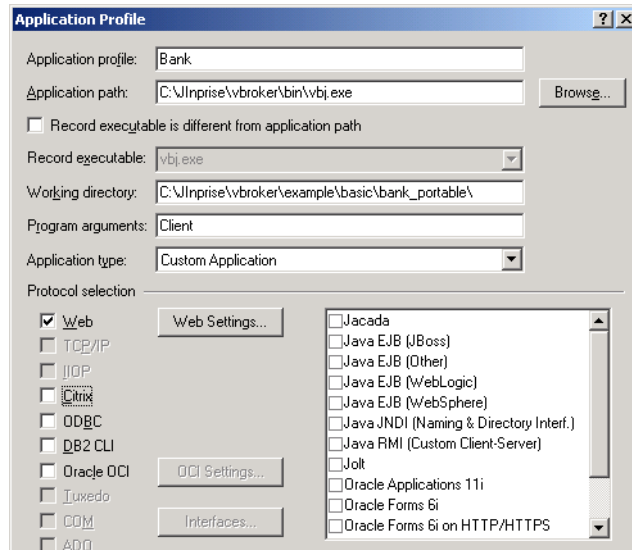 Application Profile
Application profile: Bank
Application path: C:\JInprise\vbroker\bin\vbj.exe Browse...
Record executable is different from application path
Record executable: vbj.exe
Working directory: C:\JInprise\vbroker\example\basic\bank_portable\
Program arguments: Client
Application type: Custom Application
Protocol selection
Web Web Settings...
TCP/IP
IIOP
Citrix
ODBC
DB2 CLI
Oracle OCI OCI Settings...
Tuxedo
COM Interfaces...
ADO
Jacada
Java EJB (JBoss)
Java EJB (Other)
Java EJB (WebLogic)
Java EJB (WebSphere)
Java JNDI (Naming & Directory Interf.)
Java RMI (Custom Client-Server)
Jolt
Oracle Applications 11i
Oracle Forms 6i
Oracle Forms 6i on HTTP/HTTPS